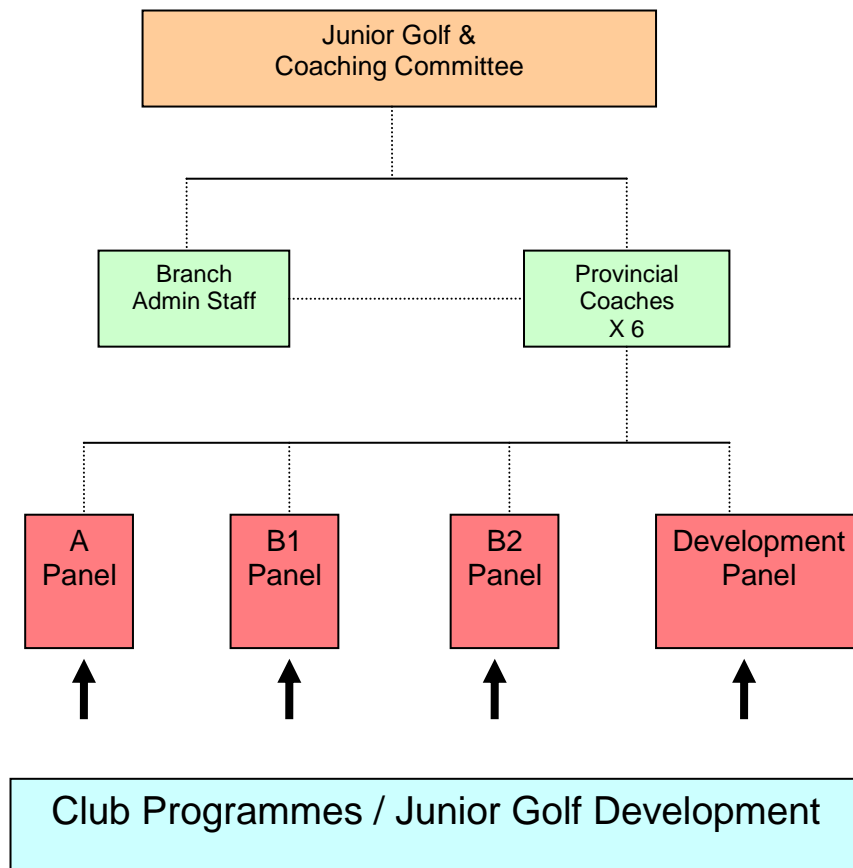 Junior Golf &
Coaching Committee
Branch
Admin Staff
Provincial
Coaches
X 6
A
Panel
B1
Panel
B2
Panel
Development
Panel
Club Programmes / Junior Golf Development